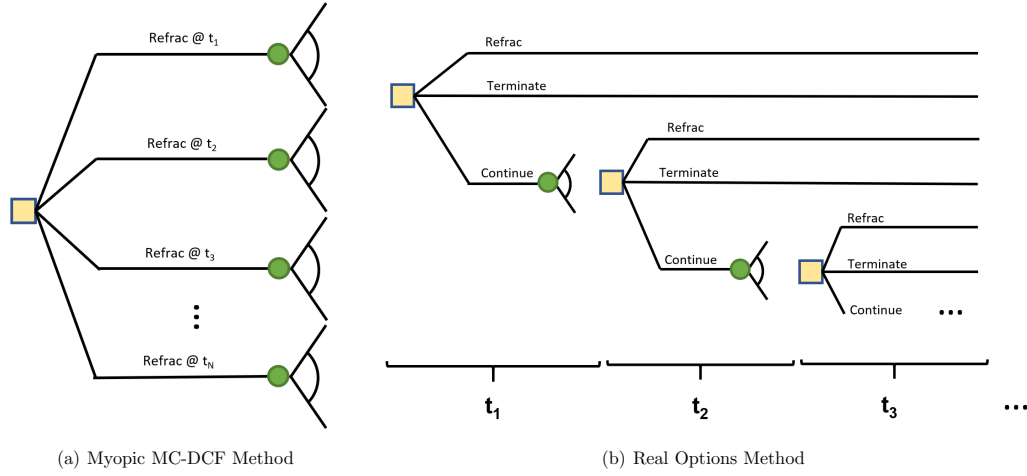 Refrac @ t1
Refrac @ t2
Refrac @ t3
⋮
Refrac @ tN
(a) Myopic MC-DCF Method
Refrac
Terminate
Continue
Refrac
Terminate
Continue
Refrac
Terminate
Continue ...
t1 t2 t3 ...
(b) Real Options Method